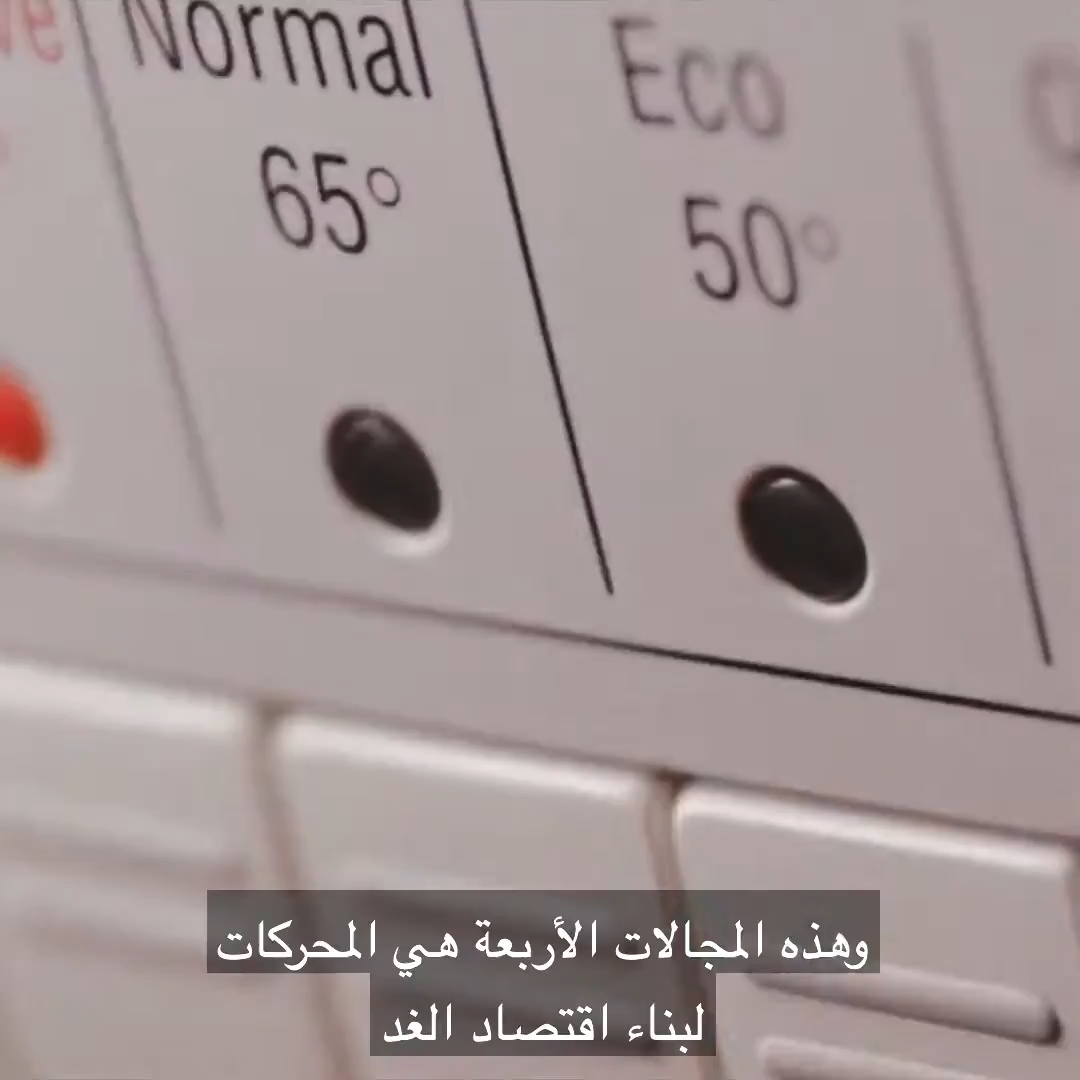 Normal
65°
Eco
50°
وهذه المجالات الأربعة هي المحركات
لبناء اقتصاد الغد